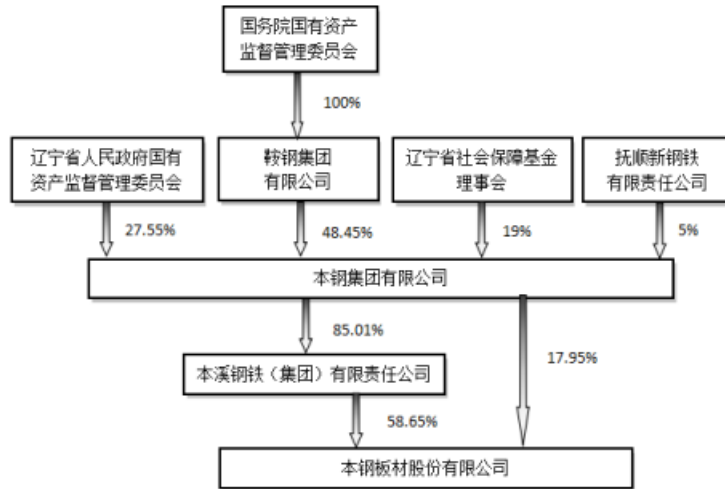 国务院国有资产
监督管理委员会
100%
辽宁省人民政府国有
资产监督管理委员会
鞍钢集团
有限公司
辽宁省社会保障基金
理事会
抚顺新钢铁
有限责任公司
27.55%
48.45%
19%
5%
本钢集团有限公司
85.01%
17.95%
本溪钢铁（集团）有限责任公司
58.65%
本钢板材股份有限公司